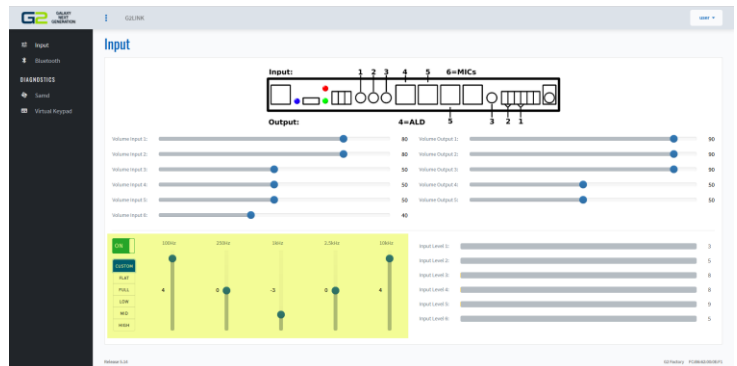 G2 GALAXY NEXT GENERATION
G2LINK
USER
Input
Bluetooth
DIAGNOSTICS
Send
Virtual Keypad
Input
Input: 1 2 3 4 5 6=MICs
Output: 4=ALD 5 3 2 1
Volume Input 1: 80
Volume Input 2: 80
Volume Input 3: 50
Volume Input 4: 50
Volume Input 5: 50
Volume Input 6: 40
Volume Output 1: 90
Volume Output 2: 90
Volume Output 3: 90
Volume Output 4: 50
Volume Output 5: 50
ON
CUSTOM
FLAT
FULL
LOW
MID
HIGH
100Hz 250Hz 1kHz 3.5kHz 10kHz
4 0 -3 0 4
Input Level 1: 3
Input Level 2: 5
Input Level 3: 8
Input Level 4: 8
Input Level 5: 9
Input Level 6: 5